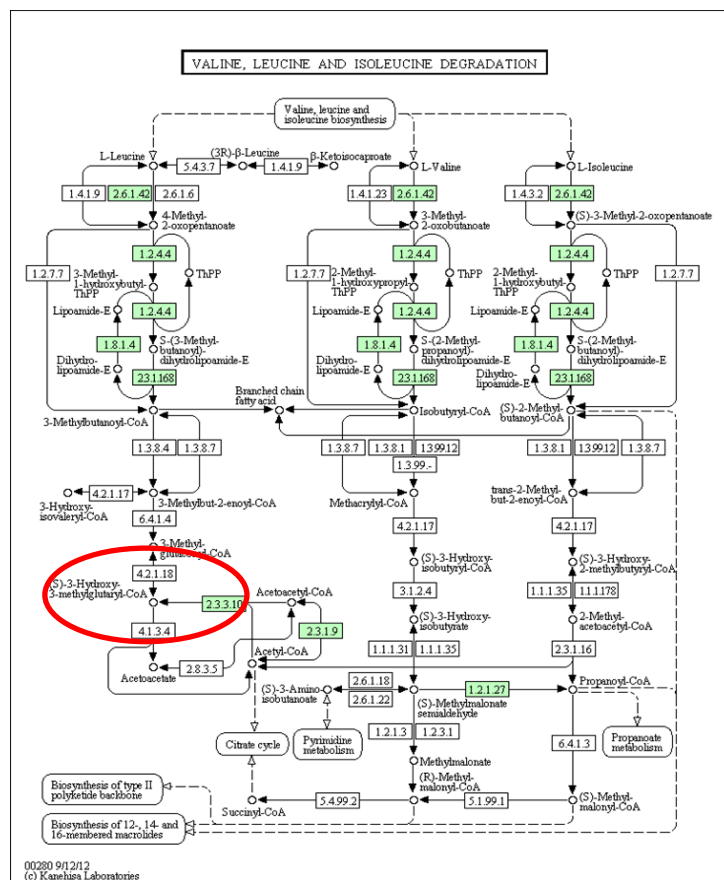 VALINE, LEUCINE AND ISOLEUCINE DEGRADATION
Valine, leucine and
isoleucine biosynthesis
L-Leucine
5.4.3.7
(3R)-β-Leucine
1.4.1.9
β-Ketoisocaproate
L-Valine
L-Isoleucine
1.4.1.9
2.6.1.42
2.6.1.6
1.4.1.23
2.6.1.42
1.4.3.2
2.6.1.42
4-Methyl-
2-oxopentanoate
3-Methyl-
2-oxobutanoate
(S)-3-Methyl-2-oxopentanoate
1.2.7.7
1.2.4.4
3-Methyl-
1-hydroxybutyl-
ThPP
ThPP
1.2.7.7
1.2.4.4
2-Methyl-
1-hydroxypropyl-
ThPP
ThPP
1.2.4.4
2-Methyl-
1-hydroxybutyl-
ThPP
ThPP
1.2.7.7
Lipoamide-E
1.2.4.4
Lipoamide-E
1.2.4.4
Lipoamide-E
1.2.4.4
1.8.1.4
S-(3-Methyl-
butanoyl)-
dihydrolipoamide-E
1.8.1.4
S-(2-Methyl-
propanoyl)-
dihydrolipoamide-E
1.8.1.4
S-(2-Methyl-
butanoyl)-
dihydrolipoamide-E
Dihydro-
lipoamide-E
2.3.1.168
Dihydro-
lipoamide-E
2.3.1.168
Dihydro-
lipoamide-E
2.3.1.168
3-Methylbutanoyl-CoA
Branched chain
fatty acid
Isobutyryl-CoA
(S)-2-Methyl-
butanoyl-CoA
1.3.8.4
1.3.8.7
1.3.8.7
1.3.8.1
1.3.99.12
1.3.99.-
1.3.8.1
1.3.99.12
1.3.8.7
3-Hydroxy-
isovaleryl-CoA
4.2.1.17
3-Methylbut-2-enoyl-CoA
Methacrylyl-CoA
trans-2-Methyl-
but-2-enoyl-CoA
6.4.1.4
4.2.1.17
4.2.1.17
3-Methyl-
glutaconyl-CoA
(S)-3-Hydroxy-
isobutyryl-CoA
(S)-3-Hydroxy-
2-methylbutyryl-CoA
4.2.1.18
3.1.2.4
1.1.1.35
1.1.1.178
(S)-3-Hydroxy-
3-methylglutaryl-CoA
2.3.3.10
Acetoacetyl-CoA
(S)-3-Hydroxy-
isobutyrate
2-Methyl-
acetoacetyl-CoA
4.1.3.4
2.3.1.9
1.1.1.31
1.1.1.35
2.3.1.16
Acetoacetate
2.8.3.5
Acetyl-CoA
(S)-3-Amino-
isobutanoate
2.6.1.18
2.6.1.22
(S)-Methylmalonate
semialdehyde
1.2.1.27
Propanoyl-CoA
Citrate cycle
Pyrimidine
metabolism
1.2.1.3
1.2.3.1
6.4.1.3
Propanoate
metabolism
Methylmalonate
Biosynthesis of type II
polyketide backbone
Succinyl-CoA
5.4.99.2
(R)-Methyl-
malonyl-CoA
5.1.99.1
(S)-Methyl-
malonyl-CoA
Biosynthesis of 12-, 14- and
16-membered macrolides
00280 9/12/12
(c) Kanehisa Laboratories